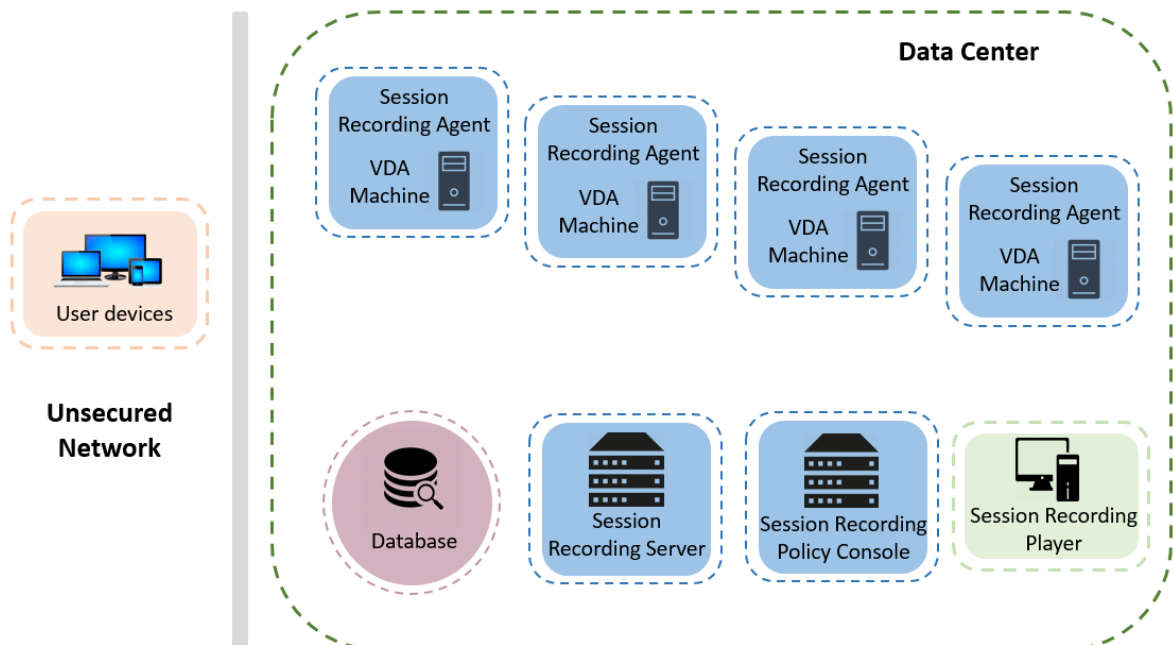 Data Center
Session
Recording Agent
VDA
Machine
Session
Recording Agent
VDA
Machine
Session
Recording Agent
VDA
Machine
Session
Recording Agent
VDA
Machine
User devices
Unsecured
Network
Database
Session
Recording Server
Session Recording
Policy Console
Session Recording
Player